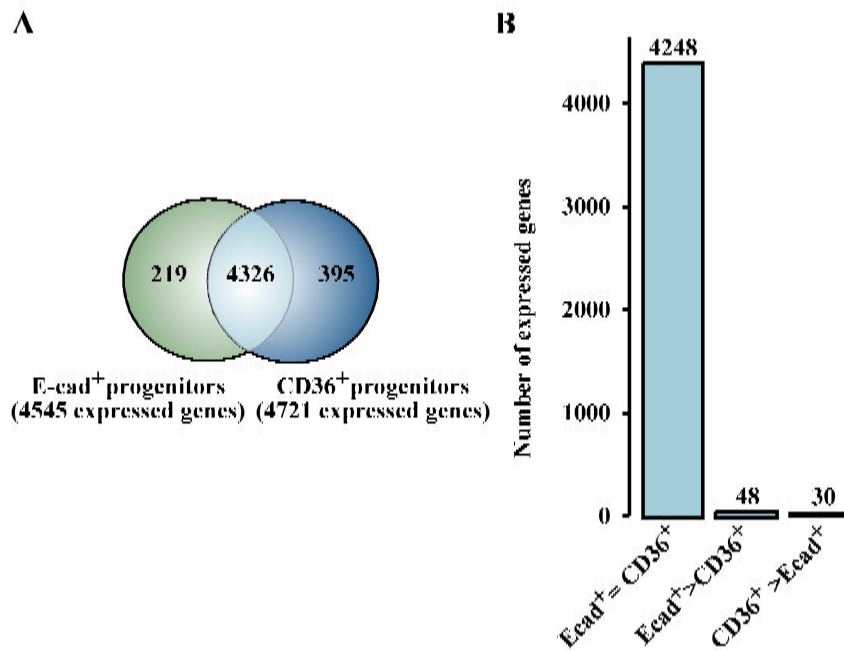 A
219
4326
395
E-cad+ progenitors
(4545 expressed genes)
CD36+ progenitors
(4721 expressed genes)
B
Number of expressed genes
4000
3000
2000
1000
0
4248
48
30
Ecad+= CD36+
Ecad+>CD36+
CD36+ >Ecad+